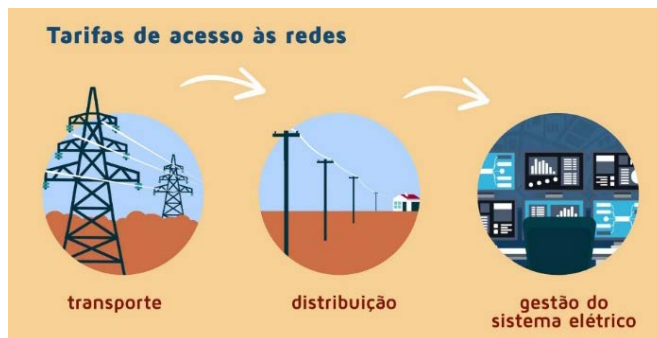 Tarifas de acesso às redes
transporte
distribuição
gestão do
sistema elétrico